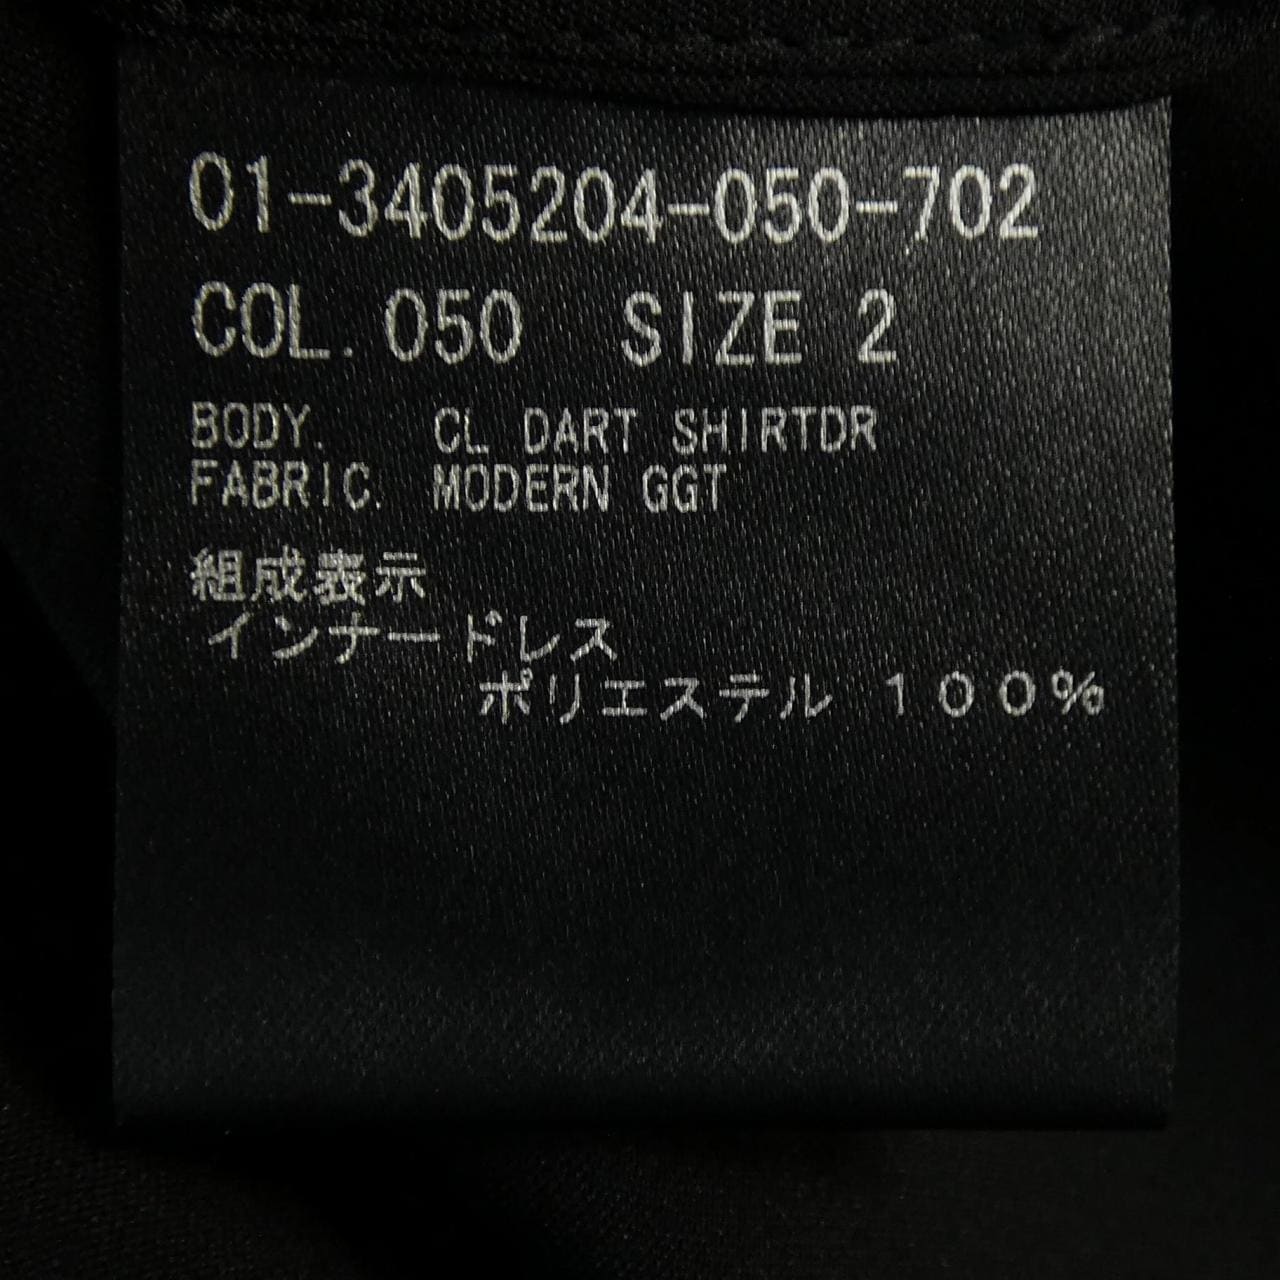 01-3405204-050-702
COL. 050 SIZE 2
BODY. CL DART SHIRTDR
FABRIC. MODERN GGT
組成表示
インナードレス
ポリエステル １００％